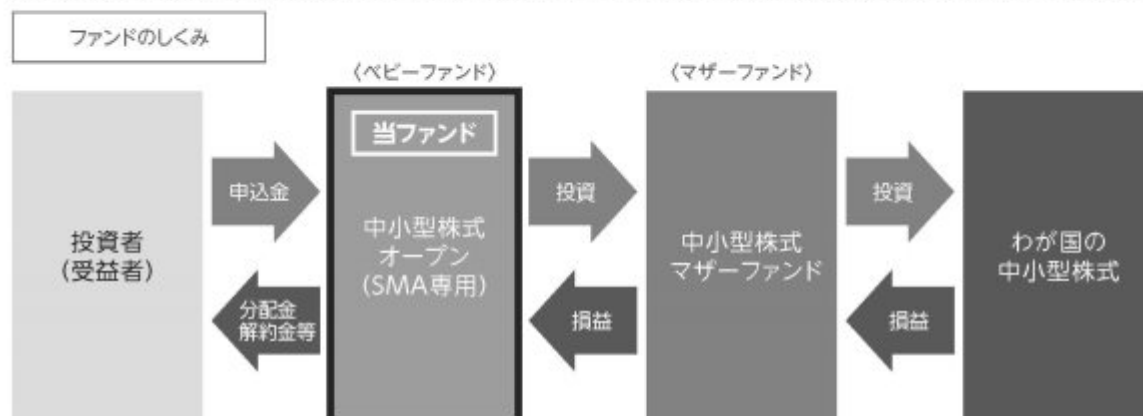 ファンドのしくみ
〈ベビーファンド〉
〈マザーファンド〉
投資者
(受益者)
申込金
分配金
解約金等
当ファンド
中小型株式
オープン
(SMA専用)
投資
損益
中小型株式
マザーファンド
投資
損益
わが国の
中小型株式